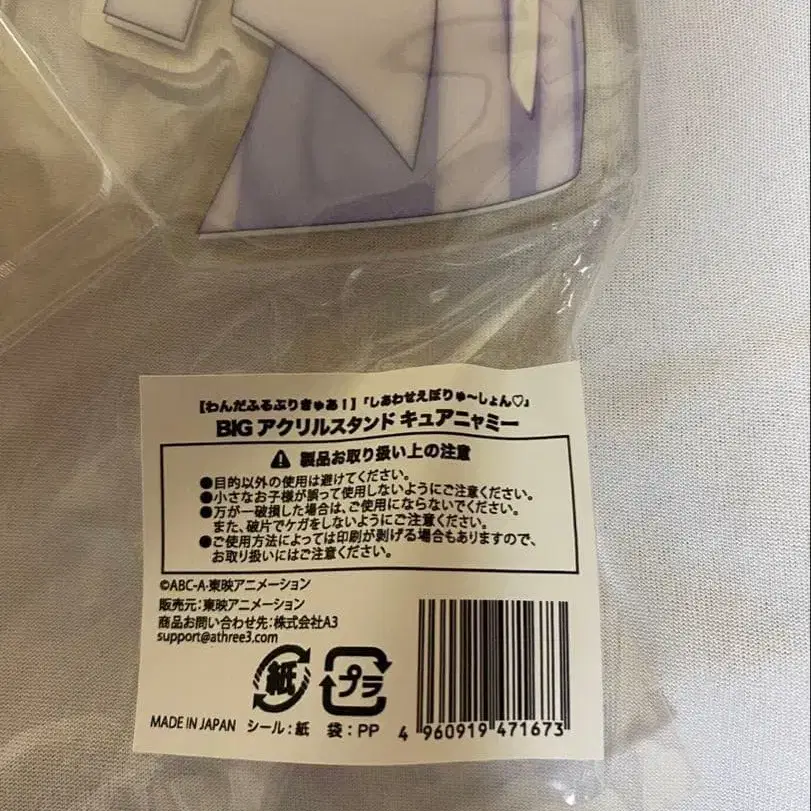 【わんだふるぷりきゅあ！】「しあわせえぼりゅ〜しょん♡」
BIG アクリルスタンド キュアニャミー
⚠ 製品お取り扱い上の注意
●目的以外の使用は避けてください。
●小さなお子様が誤って使用しないようにご注意ください。
●万が一破損した場合は、ご使用にならないでください。
また、破片でケガをしないようにご注意ください。
●ご使用方法によっては印刷が剥げる場合もありますので、
お取り扱いにはご注意ください。
©ABC-A・東映アニメーション
販売元：東映アニメーション
商品お問い合わせ先：株式会社A3
support@athree3.com
紙 プラ
MADE IN JAPAN シール：紙 袋：PP
4 960919 471673